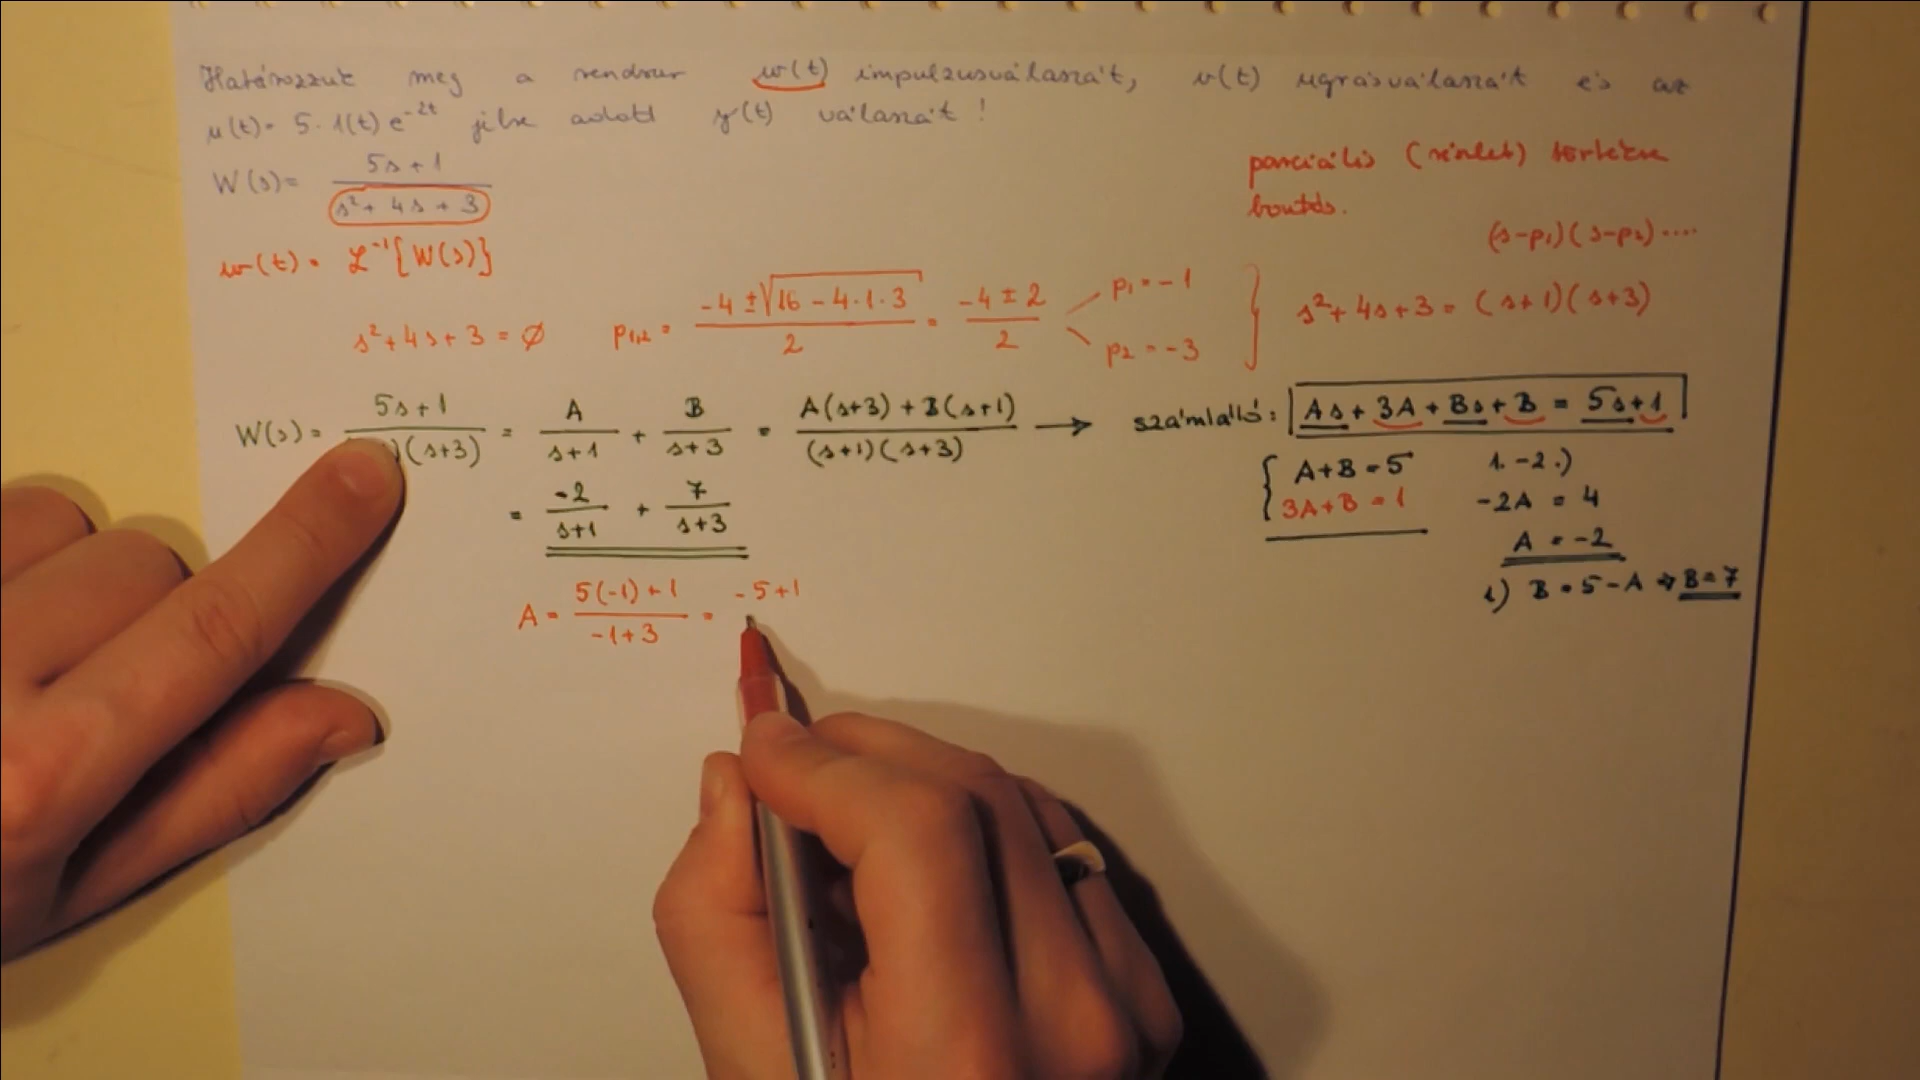 Határozzuk meg a rendszer w(t) impulzusválaszát, v(t) ugrásválaszát és az
u(t) = 5·1(t) e^-2t jelre adott y(t) válaszát!
W(s) = (5s+1)/(s²+4s+3)
parciális (részlet) törtekre
bontás.
(s-p1)(s-p2)....
w(t) = ℒ^-1{W(s)}
s²+4s+3 = ∅ p1,2 = (-4 ± √(16-4·1·3))/2 = (-4 ± 2)/2 p1 = -1 p2 = -3 } s²+4s+3 = (s+1)(s+3)
W(s) = (5s+1)/( )(s+3) = A/(s+1) + B/(s+3) = (A(s+3) + B(s+1))/((s+1)(s+3)) → számláló: As + 3A + Bs + B = 5s+1
= -2/(s+1) + 7/(s+3)
{ A+B = 5 1. -2.)
3A+B = 1 -2A = 4
A = -2
1) B = 5-A → B = 7
A = (5(-1)+1)/(-1+3) = -5+1